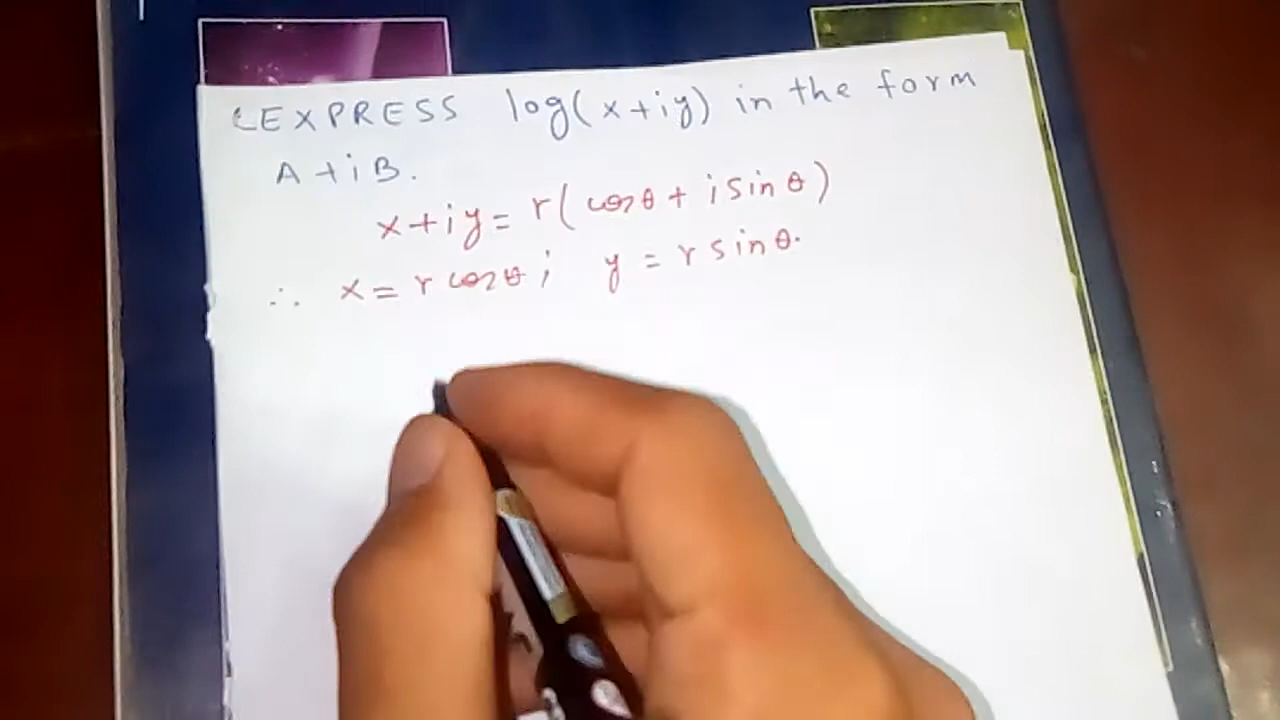 EXPRESS log(x+iy) in the form
A+iB.
x+iy = r(cosθ + i sinθ)
∴ x = r cosθ; y = r sinθ.